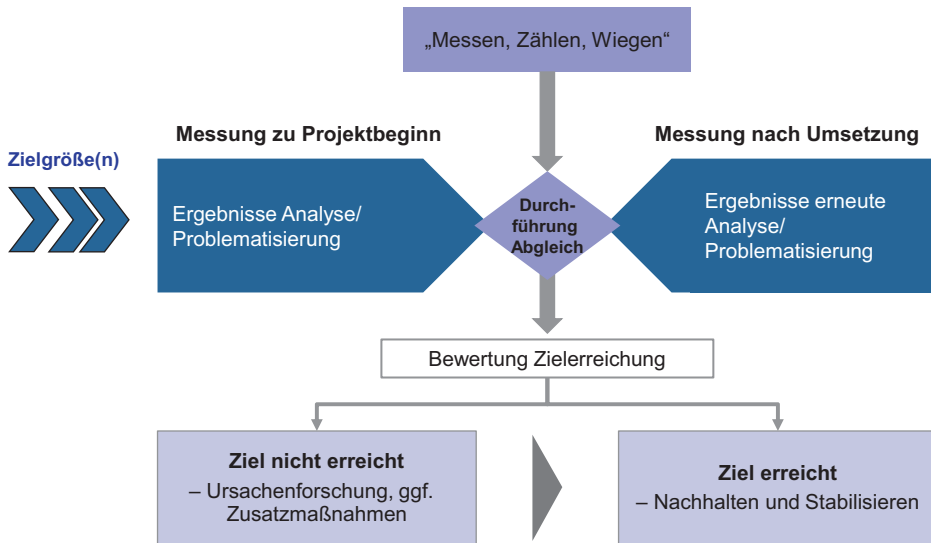 „Messen, Zählen, Wiegen“
Messung zu Projektbeginn
Messung nach Umsetzung
Zielgröße(n)
Ergebnisse Analyse/
Problematisierung
Durch-
führung
Abgleich
Ergebnisse erneute
Analyse/
Problematisierung
Bewertung Zielerreichung
Ziel nicht erreicht
– Ursachenforschung, ggf.
Zusatzmaßnahmen
Ziel erreicht
– Nachhalten und Stabilisieren